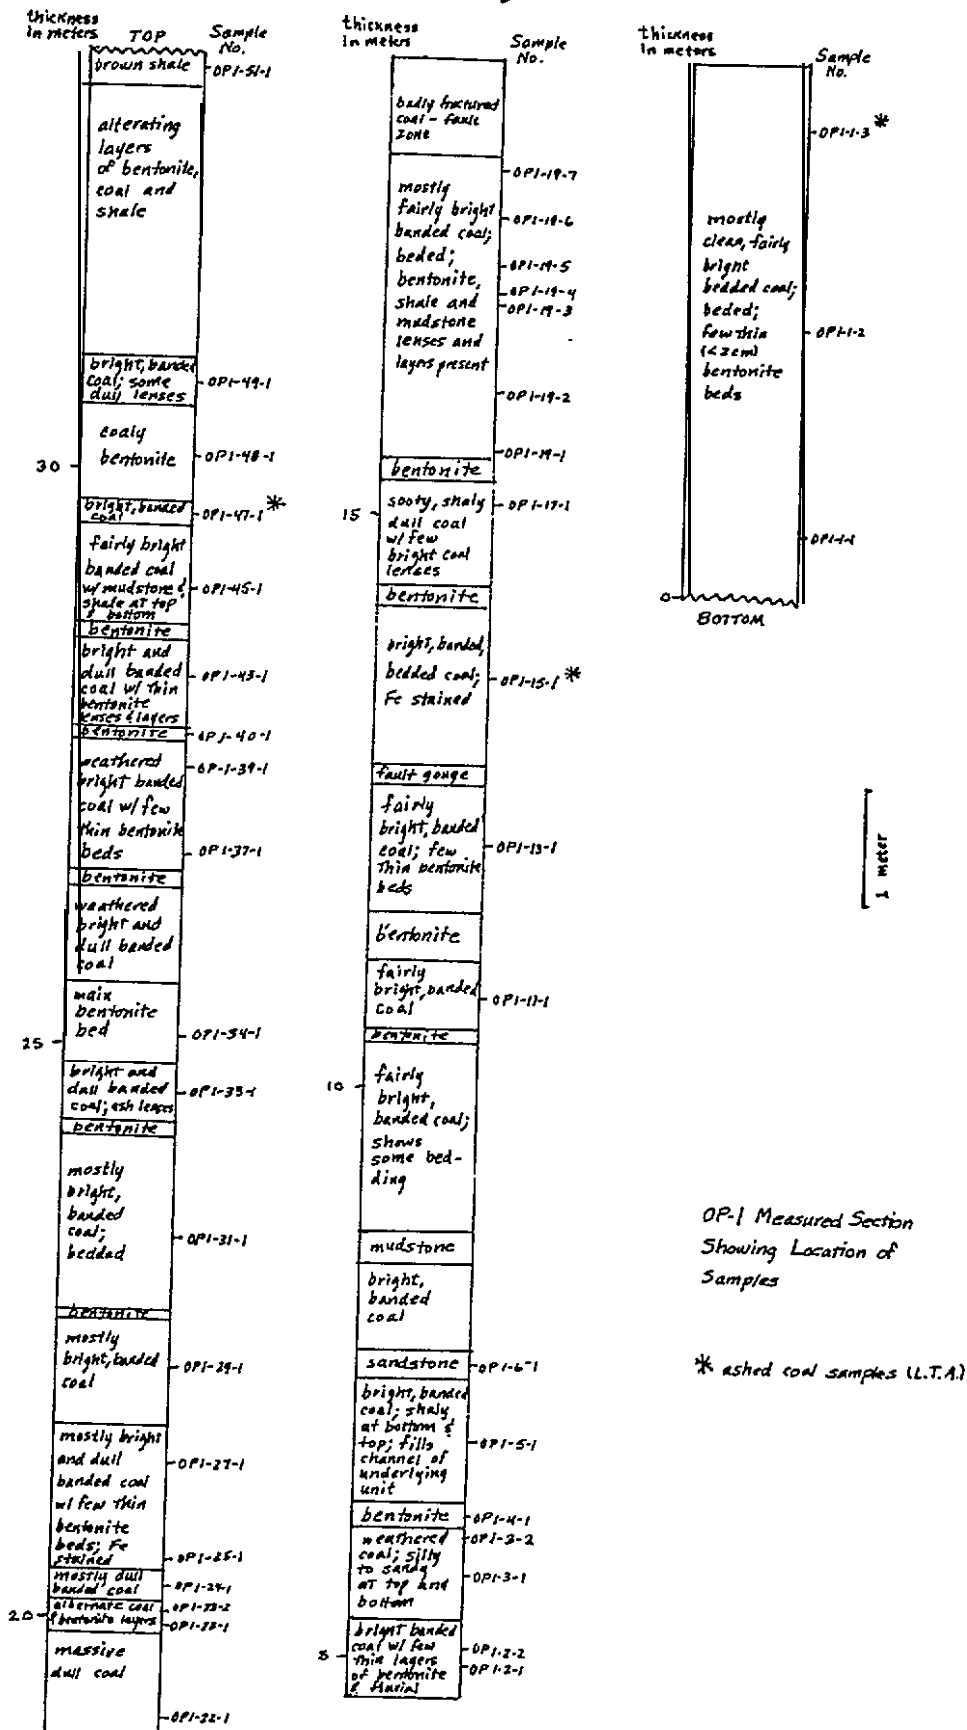 thickness
in meters
TOP
Sample
No.
brown shale
OP1-51-1
alterating
layers
of bentonite,
coal and
shale
bright, banded
coal; some
dull lenses
OP1-49-1
coaly
bentonite
OP1-48-1
30
bright, banded
coal
OP1-47-1 *
fairly bright
banded coal
w/ mudstone &
shale at top
& bottom
OP1-45-1
bentonite
bright and
dull banded
coal w/ thin
bentonite
lenses & layers
OP1-43-1
bentonite
OP1-40-1
weathered
bright banded
coal w/ few
thin bentonite
beds
OP-1-39-1
OP1-37-1
bentonite
weathered
bright and
dull banded
coal
main
bentonite
bed
OP1-34-1
25
bright and
dull banded
coal; ash lenses
OP1-33-1
bentonite
mostly
bright,
banded
coal;
beddad
OP1-31-1
bentonite
mostly
bright, banded
coal
OP1-29-1
mostly bright
and dull
banded coal
w/ few thin
bentonite
beds; Fe
stained
OP1-27-1
OP1-25-1
mostly dull
banded coal
OP1-24-1
20
alternate coal
& bentonite layers
OP1-23-2
OP1-23-1
massive
dull coal
OP1-22-1
thickness
in meters
Sample
No.
badly fractured
coal - fault
zone
mostly
fairly bright
banded coal;
beded;
bentonite,
shale and
mudstone
lenses and
layers present
OP1-19-7
OP1-19-6
OP1-19-5
OP1-19-4
OP1-19-3
OP1-19-2
OP1-19-1
bentonite
15
sooty, shaly
dull coal
w/ few
bright coal
lenses
OP1-17-1
bentonite
bright, banded,
bedded coal;
Fe stained
OP1-15-1 *
fault gouge
fairly
bright, banded
coal; few
thin bentonite
beds
OP1-13-1
bentonite
fairly
bright, banded
coal
OP1-11-1
bentonite
10
fairly
bright,
banded coal;
shows
some bed-
ding
mudstone
bright,
banded
coal
sandstone
OP1-6-1
bright, banded
coal; shaly
at bottom &
top; fills
channel of
underlying
unit
OP1-5-1
bentonite
OP1-4-1
weathered
coal; silty
to sandy
at top and
bottom
OP1-3-2
OP1-3-1
5
bright banded
coal w/ few
thin layers
of bentonite
& fluvial
OP1-2-2
OP1-2-1
thickness
in meters
Sample
No.
OP1-1-3 *
mostly
clean, fairly
bright
bedded coal;
beded;
few thin
(<2cm)
bentonite
beds
OP1-1-2
OP1-1-1
0
BOTTOM
1 meter
OP-1 Measured Section
Showing Location of
Samples
* ashed coal samples (L.T.A.)